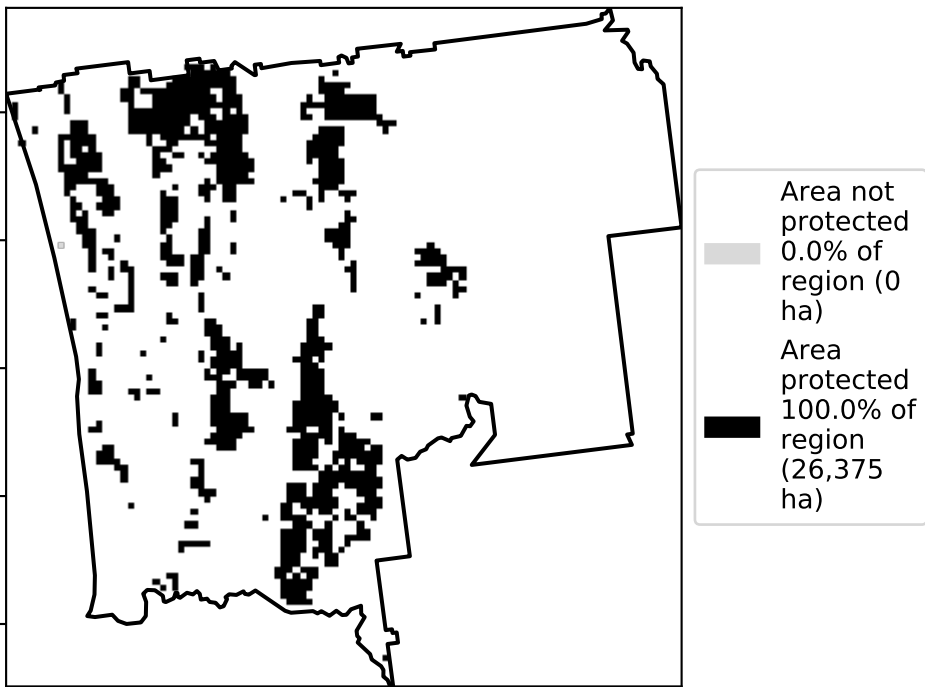 Area not
protected
0.0% of
region (0
ha)
Area
protected
100.0% of
region
(26,375
ha)